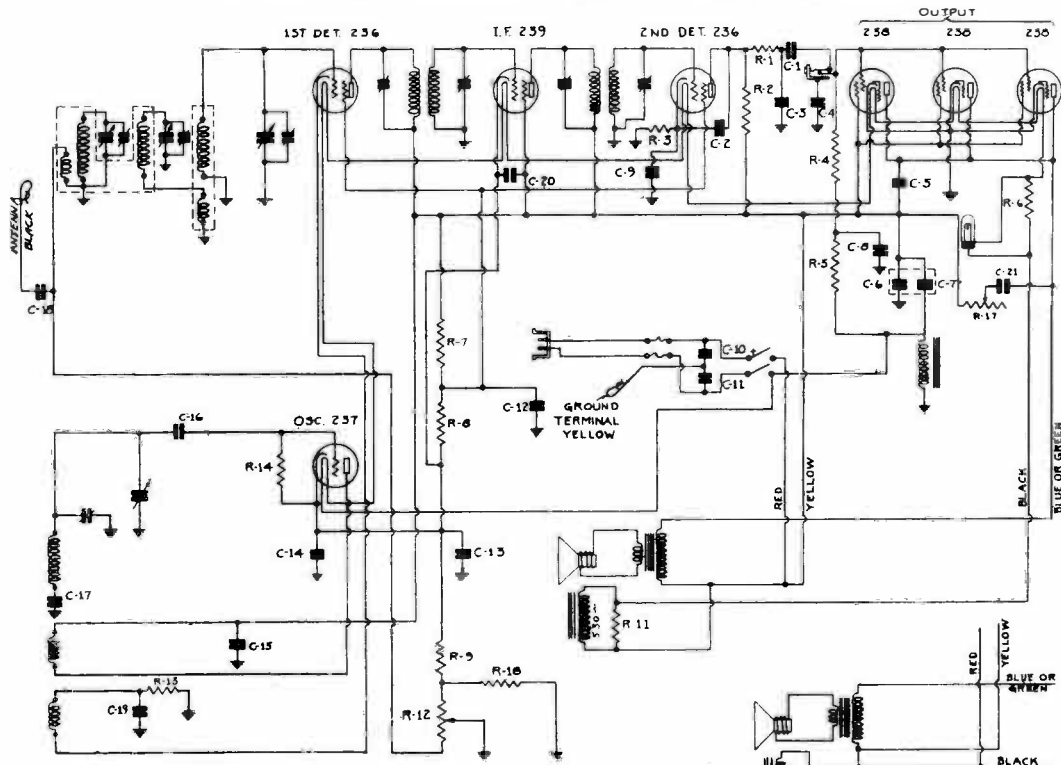 OUTPUT
1ST DET. 236
I.F. 239
2ND DET. 236
238
238
238
R-1
C-1
R-2
C-3
C-4
R-3
C-2
C-9
C-20
R-4
C-5
R-6
ANTENNA
BLACK
C-18
C-8
R-5
C-6
C-7
C-21
R-17
R-7
C-10
C-11
C-12
R-8
GROUND
TERMINAL
YELLOW
C-16
OSC. 237
R-14
RED
YELLOW
BLACK
BLUE OR GREEN
C-14
C-13
C-17
R-11
C-15
R-9
R-18
R-13
C-19
R-12
RED
YELLOW
BLUE OR
GREEN
BLACK